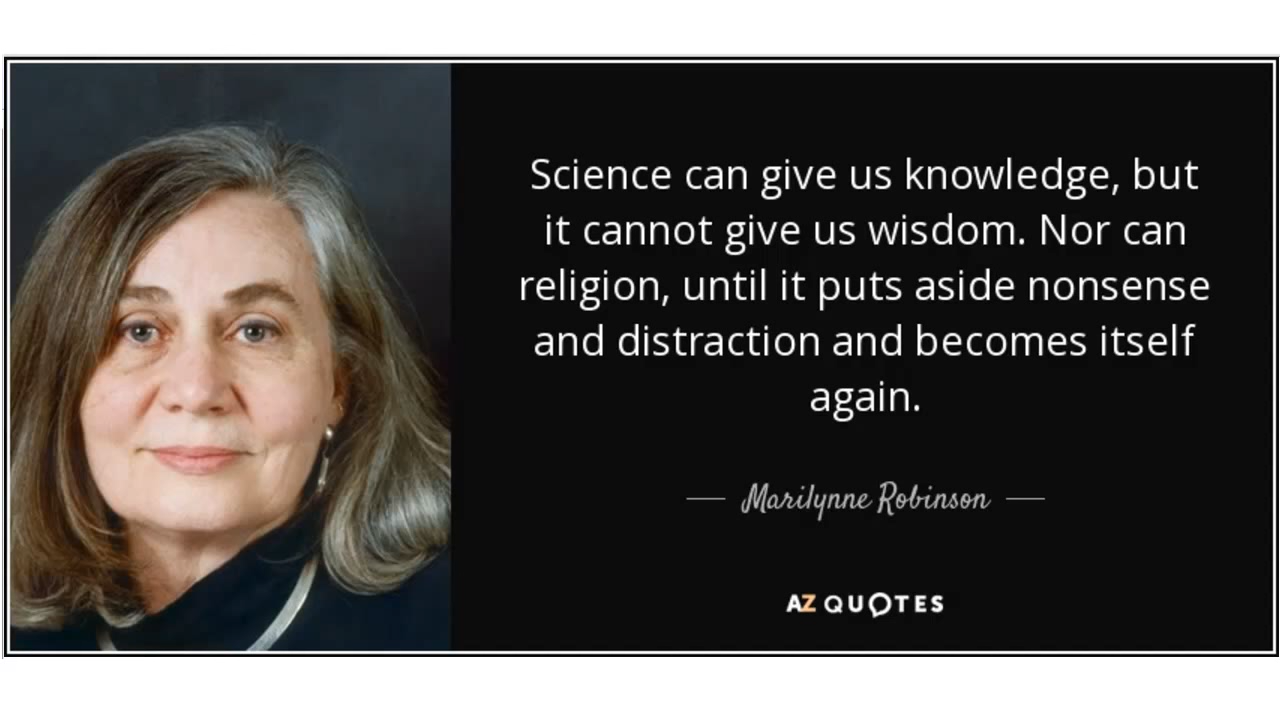 Science can give us knowledge, but
it cannot give us wisdom. Nor can
religion, until it puts aside nonsense
and distraction and becomes itself
again.
Marilynne Robinson
AZ QUOTES